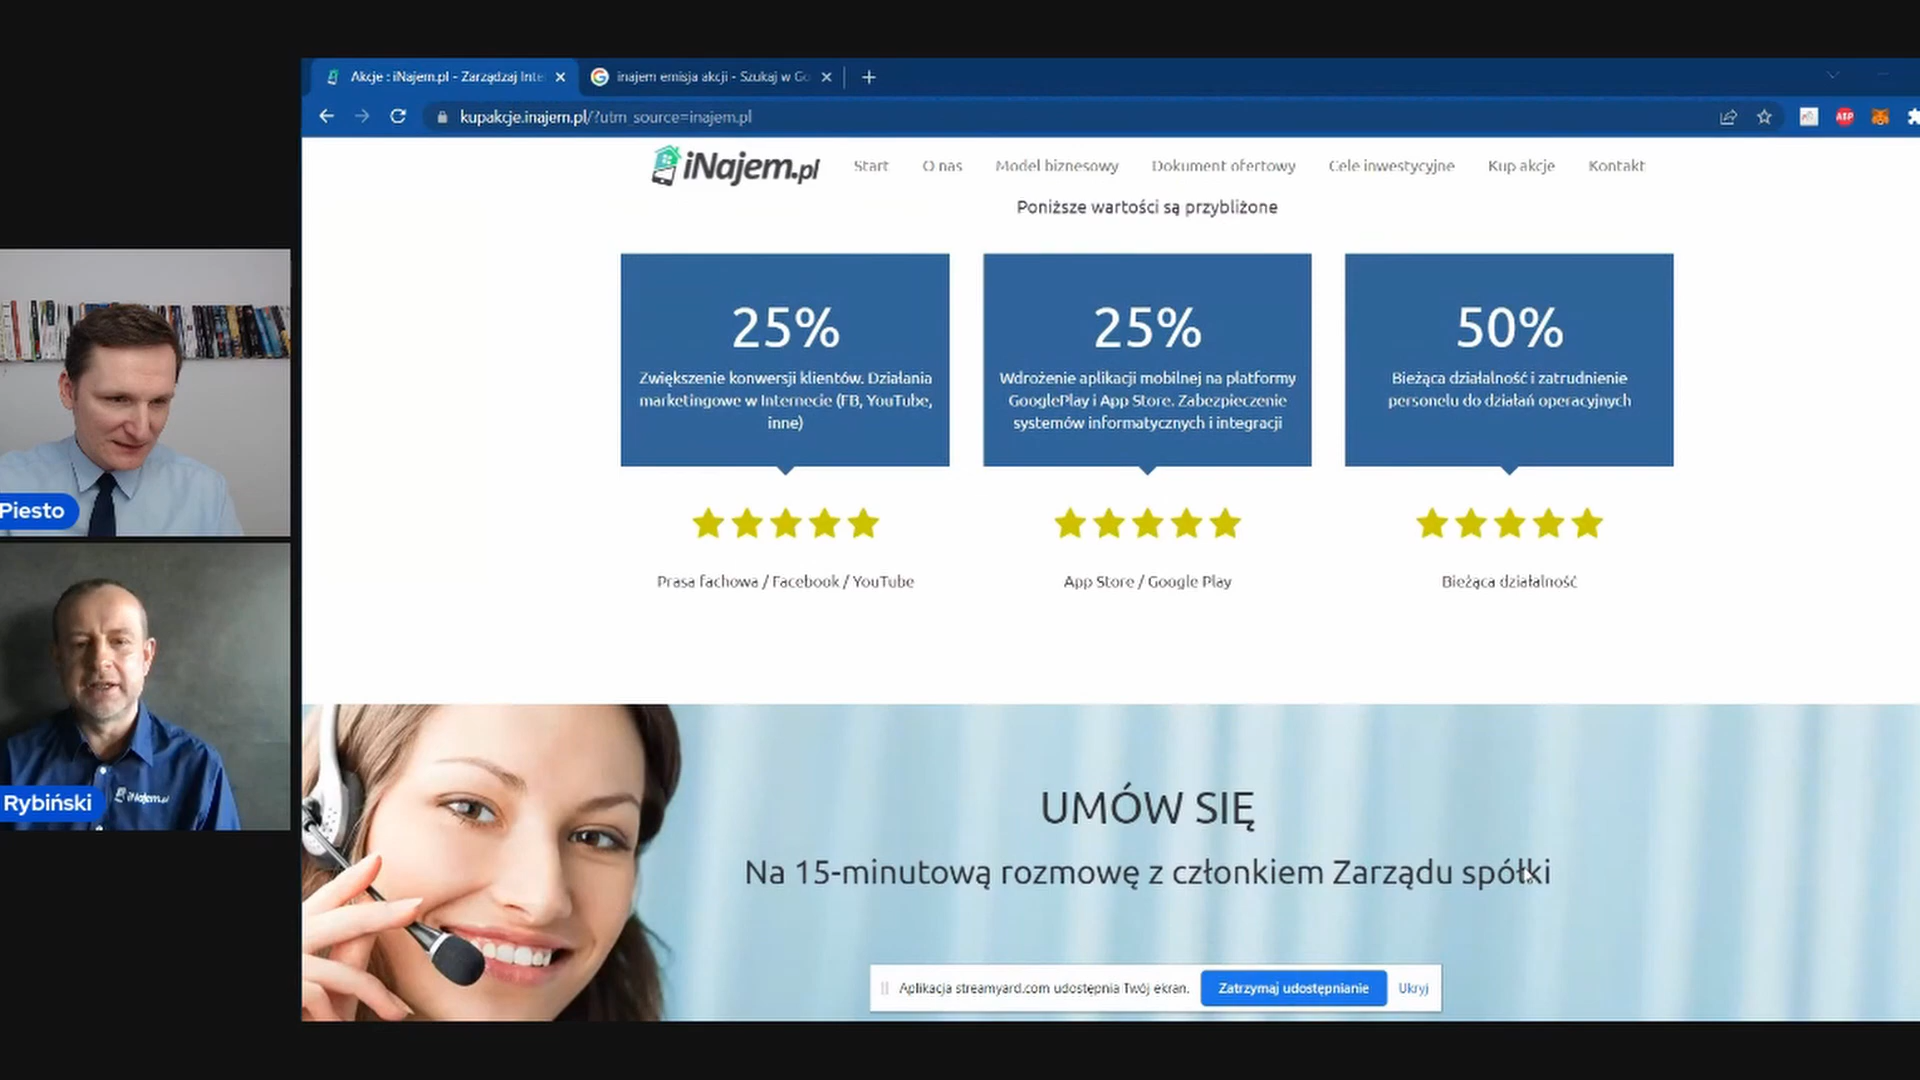 Akcje : iNajem.pl - Zarządzaj Inte
inajem emisja akcji - Szukaj w Go
kupakcje.inajem.pl/?utm_source=inajem.pl
ABP
iNajem.pl
Start
O nas
Model biznesowy
Dokument ofertowy
Cele inwestycyjne
Kup akcje
Kontakt
Poniższe wartości są przybliżone
25%
Zwiększenie konwersji klientów. Działania
marketingowe w Internecie (FB, YouTube,
inne)
25%
Wdrożenie aplikacji mobilnej na platformy
GooglePlay i App Store. Zabezpieczenie
systemów informatycznych i integracji
50%
Bieżąca działalność i zatrudnienie
personelu do działań operacyjnych
Prasa fachowa / Facebook / YouTube
App Store / Google Play
Bieżąca działalność
Piesto
Rybiński
iNajem.pl
UMÓW SIĘ
Na 15-minutową rozmowę z członkiem Zarządu spółki
Aplikacja streamyard.com udostępnia Twój ekran.
Zatrzymaj udostępnianie
Ukryj